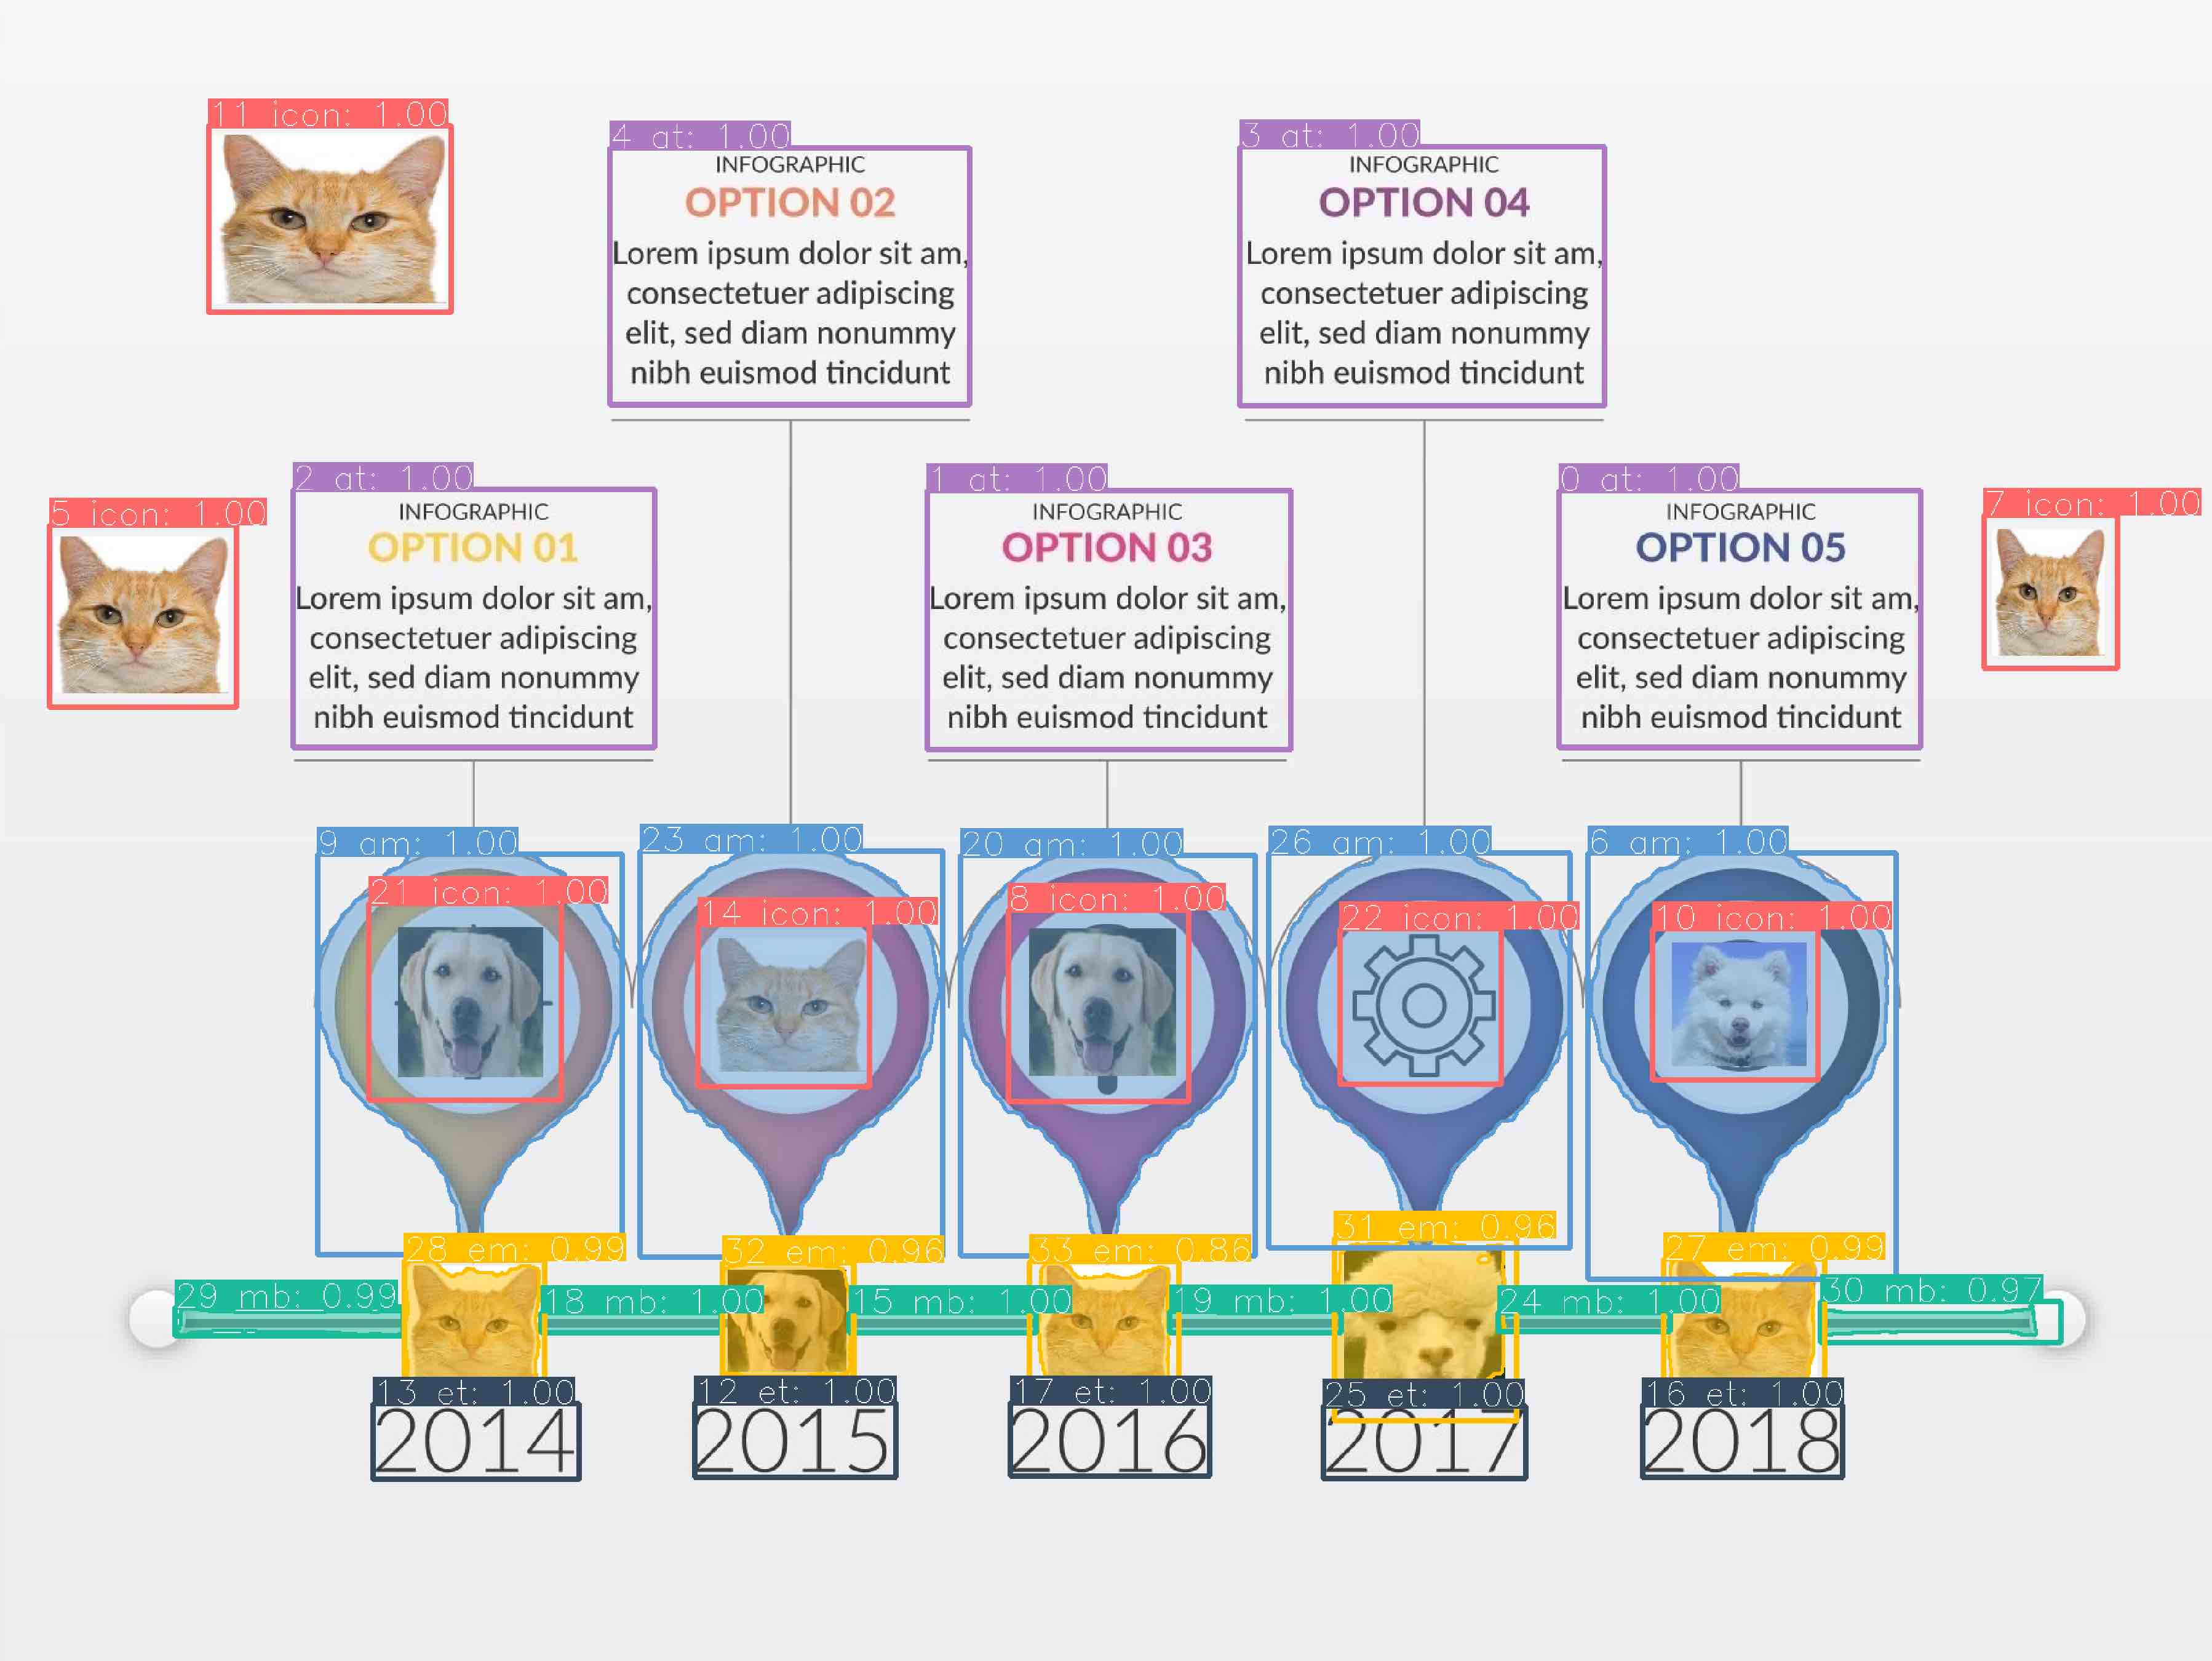 11 icon: 1.00
4 at: 1.00
INFOGRAPHIC
OPTION 02
Lorem ipsum dolor sit am,
consectetuer adipiscing
elit, sed diam nonummy
nibh euismod tincidunt
3 at: 1.00
INFOGRAPHIC
OPTION 04
Lorem ipsum dolor sit am,
consectetuer adipiscing
elit, sed diam nonummy
nibh euismod tincidunt
5 icon: 1.00
2 at: 1.00
INFOGRAPHIC
OPTION 01
Lorem ipsum dolor sit am,
consectetuer adipiscing
elit, sed diam nonummy
nibh euismod tincidunt
1 at: 1.00
INFOGRAPHIC
OPTION 03
Lorem ipsum dolor sit am,
consectetuer adipiscing
elit, sed diam nonummy
nibh euismod tincidunt
0 at: 1.00
INFOGRAPHIC
OPTION 05
Lorem ipsum dolor sit am,
consectetuer adipiscing
elit, sed diam nonummy
nibh euismod tincidunt
7 icon: 1.00
9 am: 1.00
23 am: 1.00
20 am: 1.00
26 am: 1.00
6 am: 1.00
21 icon: 1.00
14 icon: 1.00
8 icon: 1.00
22 icon: 1.00
10 icon: 1.00
28 em: 0.99
32 em: 0.96
33 em: 0.86
31 em: 0.96
27 em: 0.99
29 mb: 0.99
18 mb: 1.00
15 mb: 1.00
19 mb: 1.00
24 mb: 1.00
30 mb: 0.97
13 et: 1.00
12 et: 1.00
17 et: 1.00
25 et: 1.00
16 et: 1.00
2014
2015
2016
2017
2018